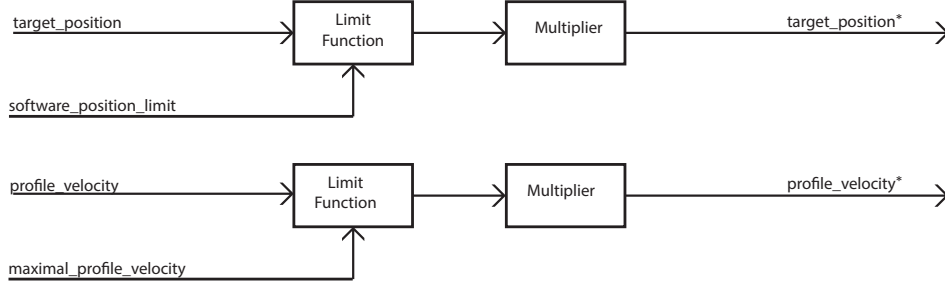 target_position
Limit
Function
Multiplier
target_position*
software_position_limit
profile_velocity
Limit
Function
Multiplier
profile_velocity*
maximal_profile_velocity